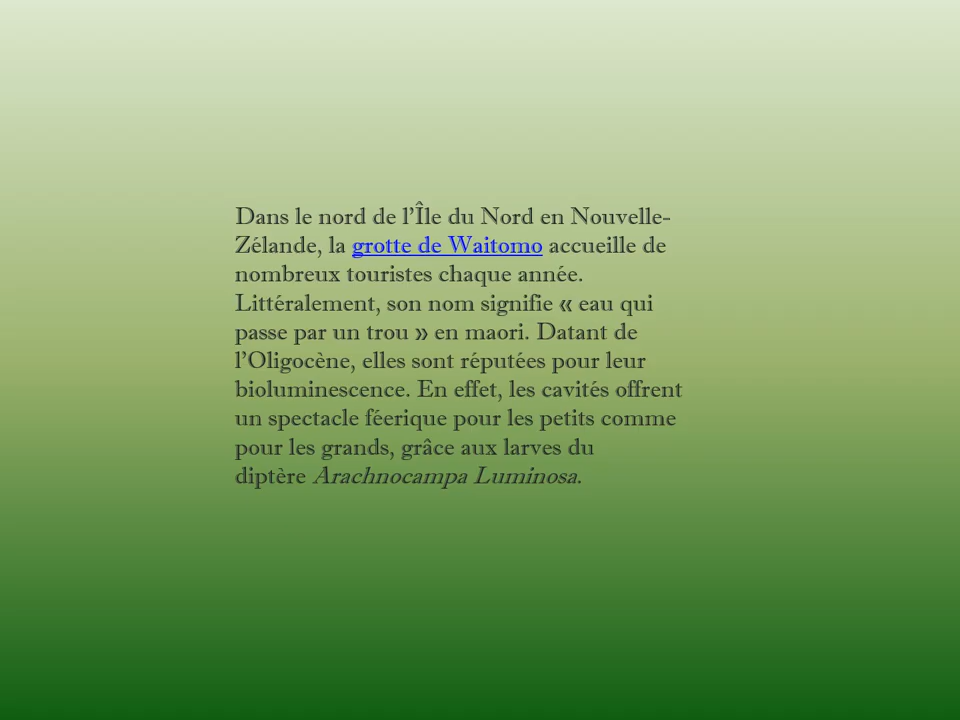 Dans le nord de l’Île du Nord en Nouvelle-
Zélande, la grotte de Waitomo accueille de
nombreux touristes chaque année.
Littéralement, son nom signifie « eau qui
passe par un trou » en maori. Datant de
l’Oligocène, elles sont réputées pour leur
bioluminescence. En effet, les cavités offrent
un spectacle féerique pour les petits comme
pour les grands, grâce aux larves du
diptère Arachnocampa Luminosa.